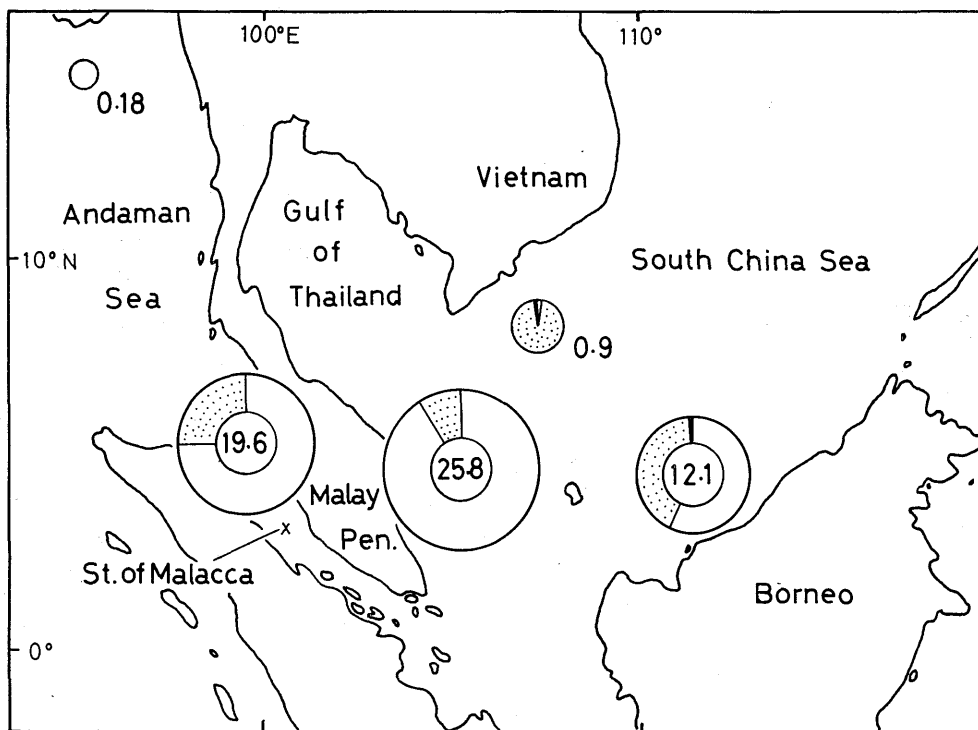 100°E
110°
0·18
Vietnam
Andaman
Sea
Gulf
of
Thailand
10°N
South China Sea
0·9
19.6
25·8
12·1
Malay
Pen.
x
St. of Malacca
Borneo
0°